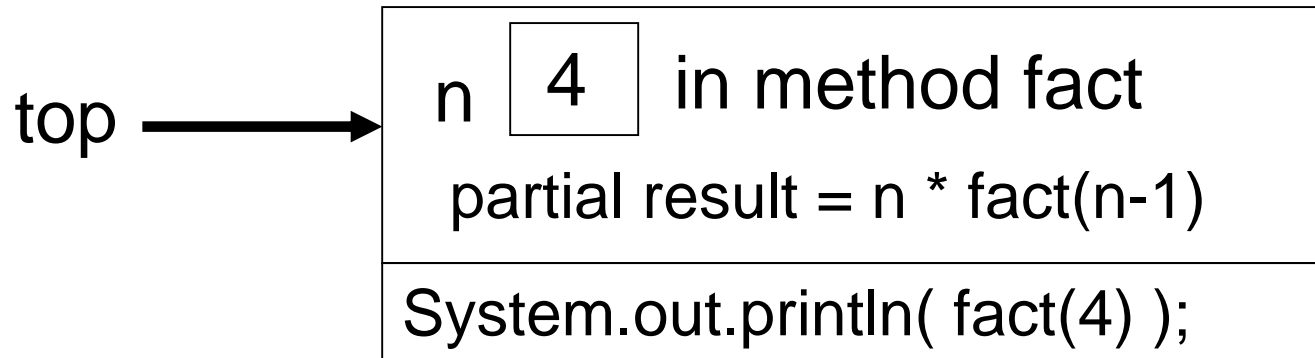 top
n 4 in method fact
partial result = n * fact(n-1)
System.out.println( fact(4) );